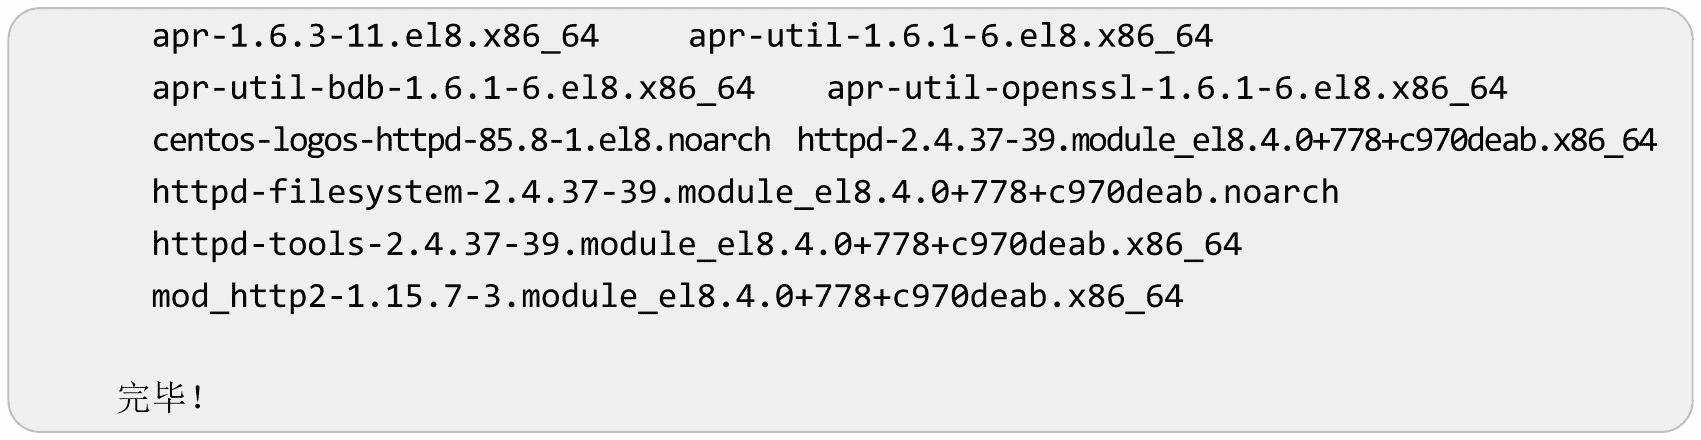 apr-1.6.3-11.el8.x86_64 apr-util-1.6.1-6.el8.x86_64
apr-util-bdb-1.6.1-6.el8.x86_64 apr-util-openssl-1.6.1-6.el8.x86_64
centos-logos-httpd-85.8-1.el8.noarch httpd-2.4.37-39.module_el8.4.0+778+c970deab.x86_64
httpd-filesystem-2.4.37-39.module_el8.4.0+778+c970deab.noarch
httpd-tools-2.4.37-39.module_el8.4.0+778+c970deab.x86_64
mod_http2-1.15.7-3.module_el8.4.0+778+c970deab.x86_64
完毕!